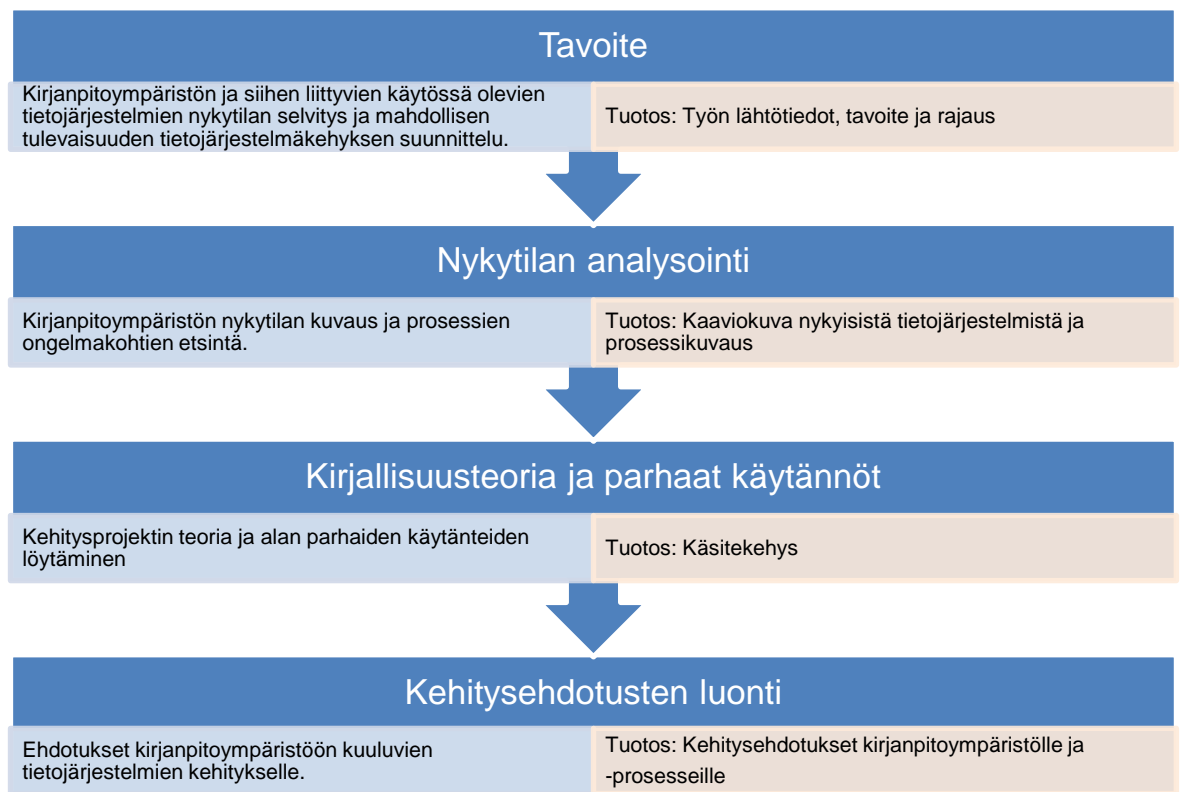 Tavoite
Kirjanpitoympäristön ja siihen liittyvien käytössä olevien
tietojärjestelmien nykytilan selvitys ja mahdollisen
tulevaisuuden tietojärjestelmäkehyksen suunnittelu.
Tuotos: Työn lähtötiedot, tavoite ja rajaus
Nykytilan analysointi
Kirjanpitoympäristön nykytilan kuvaus ja prosessien
ongelmakohtien etsintä.
Tuotos: Kaaviokuva nykyisistä tietojärjestelmistä ja
prosessikuvaus
Kirjallisuusteoria ja parhaat käytännöt
Kehitysprojektin teoria ja alan parhaiden käytänteiden
löytäminen
Tuotos: Käsitekehys
Kehitysehdotusten luonti
Ehdotukset kirjanpitoympäristöön kuuluvien
tietojärjestelmien kehitykselle.
Tuotos: Kehitysehdotukset kirjanpitoympäristölle ja
-prosesseille